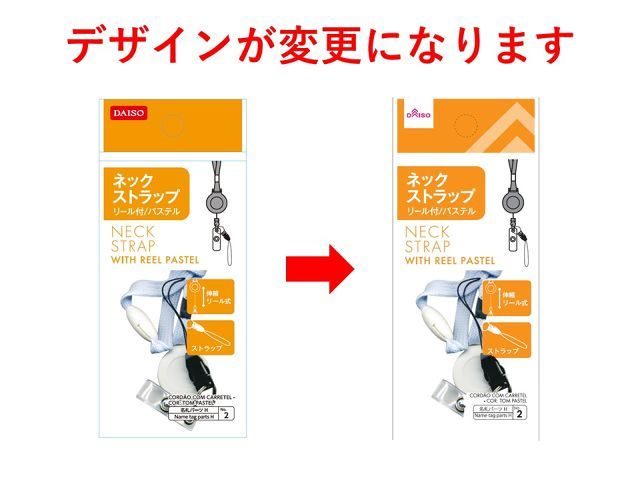 デザインが変更になります
DAISO
ネック
ストラップ
リール付/パステル
NECK
STRAP
WITH REEL PASTEL
伸縮
リール式
ストラップ
CORDÃO COM CARRETEL •
• COR: TOM PASTEL
名札パーツ H
Name tag parts H
No.
2
DAISO
ネック
ストラップ
リール付/パステル
NECK
STRAP
WITH REEL PASTEL
伸縮
リール式
ストラップ
CORDÃO COM CARRETEL
• COR: TOM PASTEL
名札パーツ H
Name tag parts H
No.
2